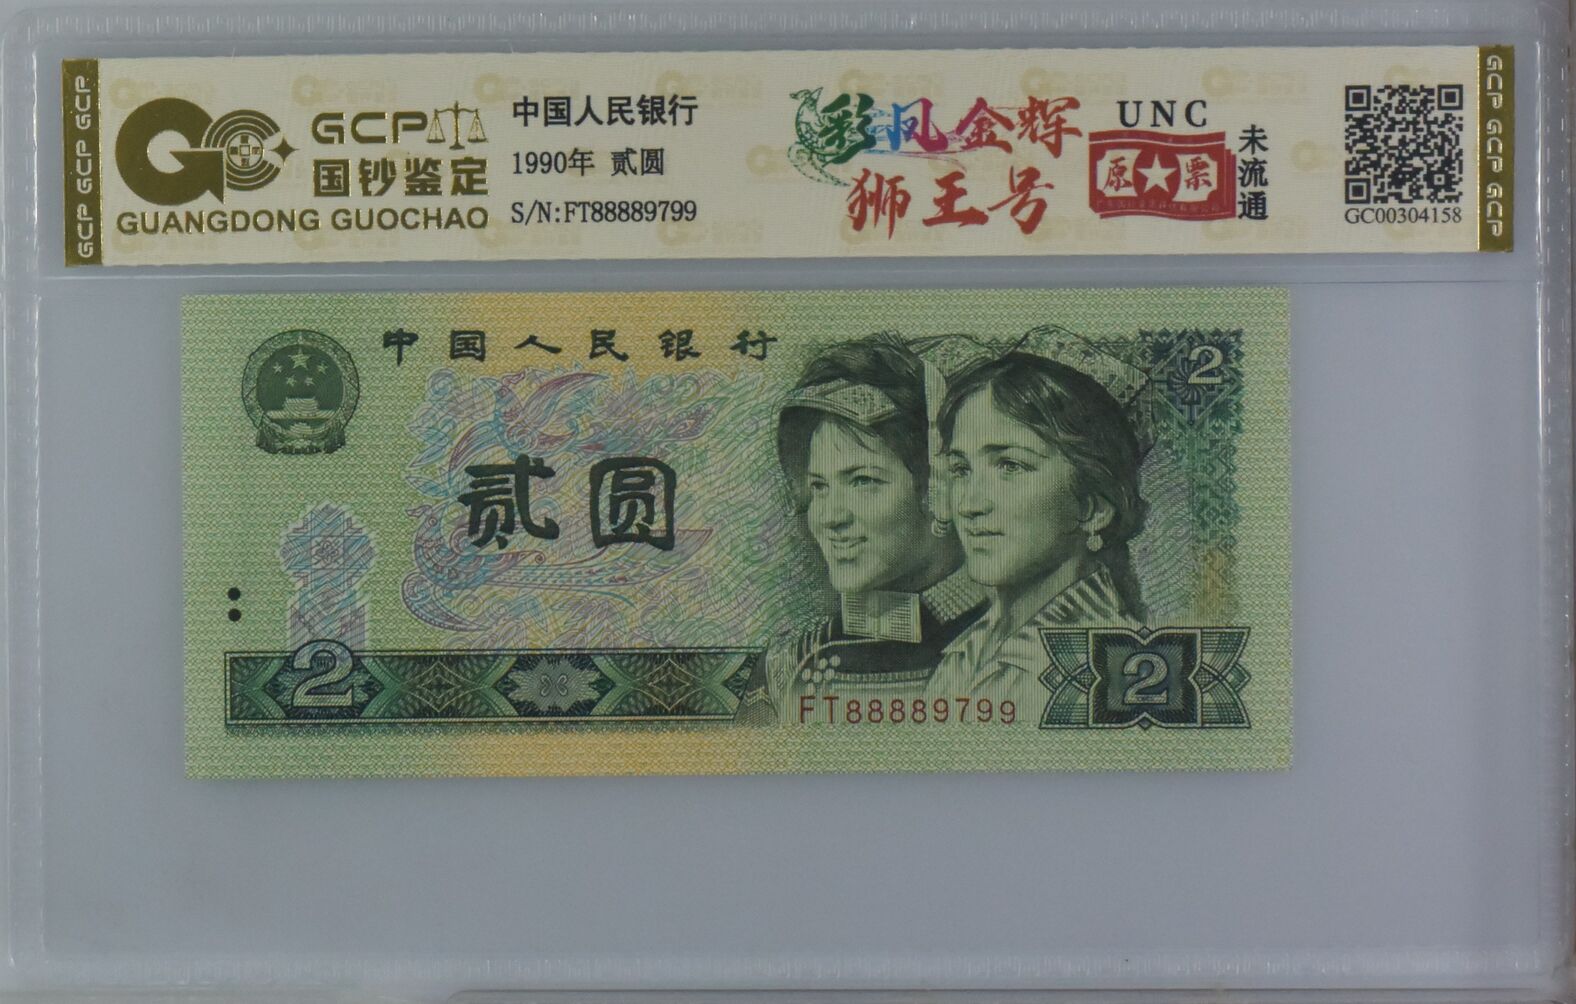 GCP GCP GCP
GCP
国钞鉴定
GUANGDONG GUOCHAO
中国人民银行
1990年 贰圆
S/N:FT88889799
彩凤金辉
狮王号
UNC
原票
未流通
GC00304158
GCP GCP GCP
中国人民银行
2
贰圆
2
FT88889799
2